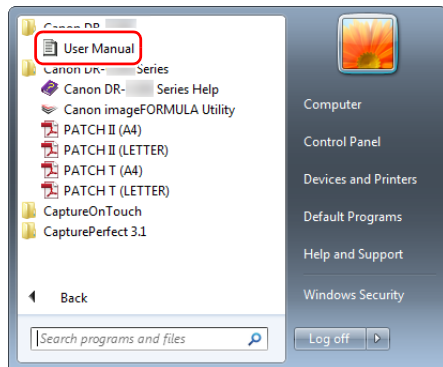 Canon DR-
User Manual
Canon DR- Series
Canon DR- Series Help
Canon imageFORMULA Utility
PATCH II (A4)
PATCH II (LETTER)
PATCH T (A4)
PATCH T (LETTER)
CaptureOnTouch
CapturePerfect 3.1
Back
Search programs and files
Computer
Control Panel
Devices and Printers
Default Programs
Help and Support
Windows Security
Log off